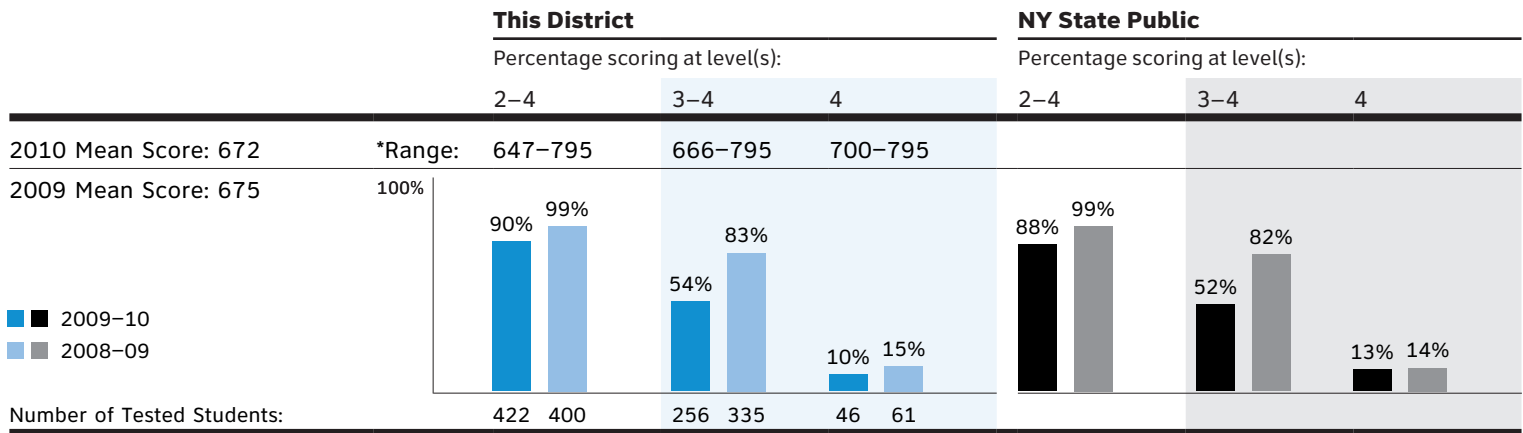 This District NY State Public
Percentage scoring at level(s): Percentage scoring at level(s):
2–4 3–4 4 2–4 3–4 4
2010 Mean Score: 672 *Range: 647–795 666–795 700–795
2009 Mean Score: 675 100%
90% 99% 54% 83% 10% 15% 88% 99% 52% 82% 13% 14%
2009–10
2008–09
Number of Tested Students: 422 400 256 335 46 61